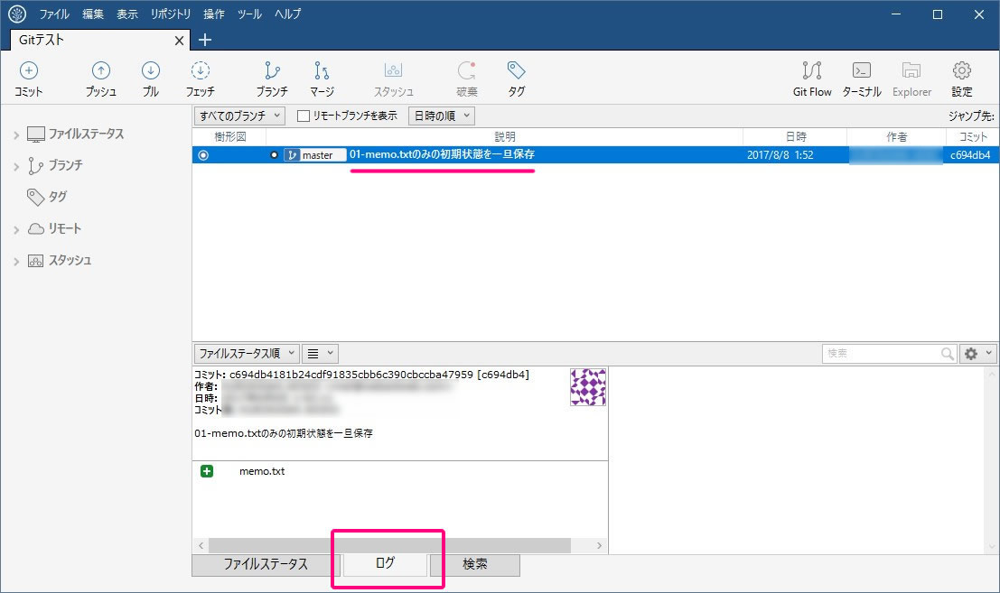 ファイル 編集 表示 リポジトリ 操作 ツール ヘルプ
Gitテスト
コミット プッシュ プル フェッチ ブランチ マージ スタッシュ 破棄 タグ Git Flow ターミナル Explorer 設定
すべてのブランチ リモートブランチを表示 日時の順 ジャンプ先:
樹形図 説明 日時 作者 コミット
master 01-memo.txtのみの初期状態を一旦保存 2017/8/8 1:52 c694db4
ファイルステータス
ブランチ
タグ
リモート
スタッシュ
ファイルステータス順 検索
コミット: c694db4181b24cdf91835cbb6c390cbccba47959 [c694db4]
作者:
日時:
コミット
01-memo.txtのみの初期状態を一旦保存
memo.txt
ファイルステータス ログ 検索